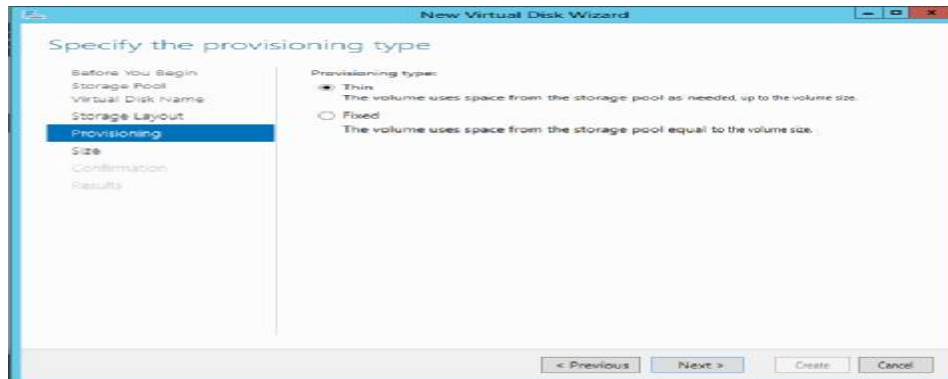 New Virtual Disk Wizard
Specify the provisioning type
Before You Begin
Storage Pool
Virtual Disk Name
Storage Layout
Provisioning
Size
Confirmation
Results
Provisioning type:
Thin
The volume uses space from the storage pool as needed, up to the volume size.
Fixed
The volume uses space from the storage pool equal to the volume size.
< Previous
Next >
Create
Cancel